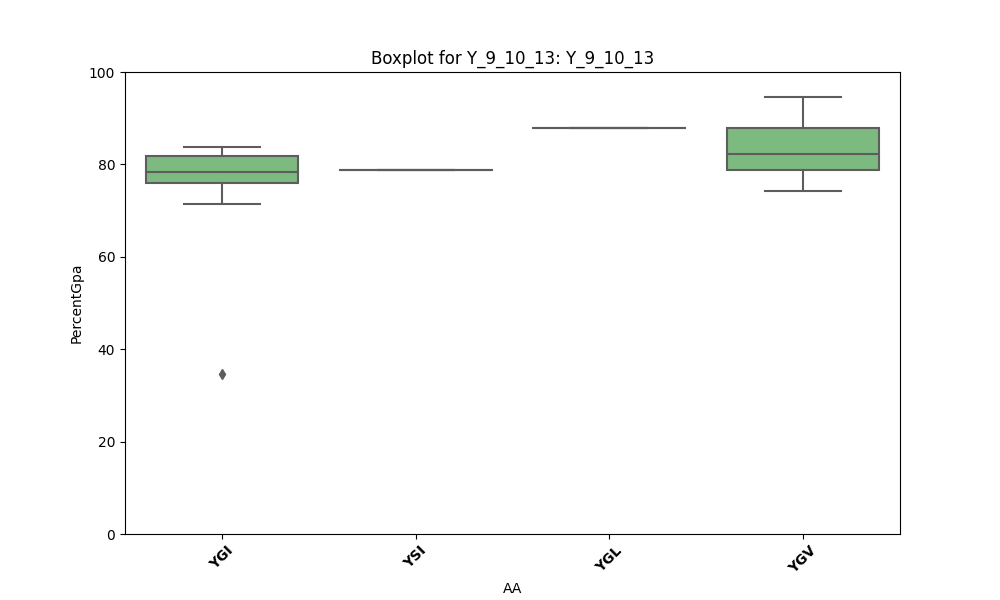 Boxplot for Y_9_10_13: Y_9_10_13
100
80
60
40
20
0
PercentGpa
YGI
YSI
YGL
YGV
AA